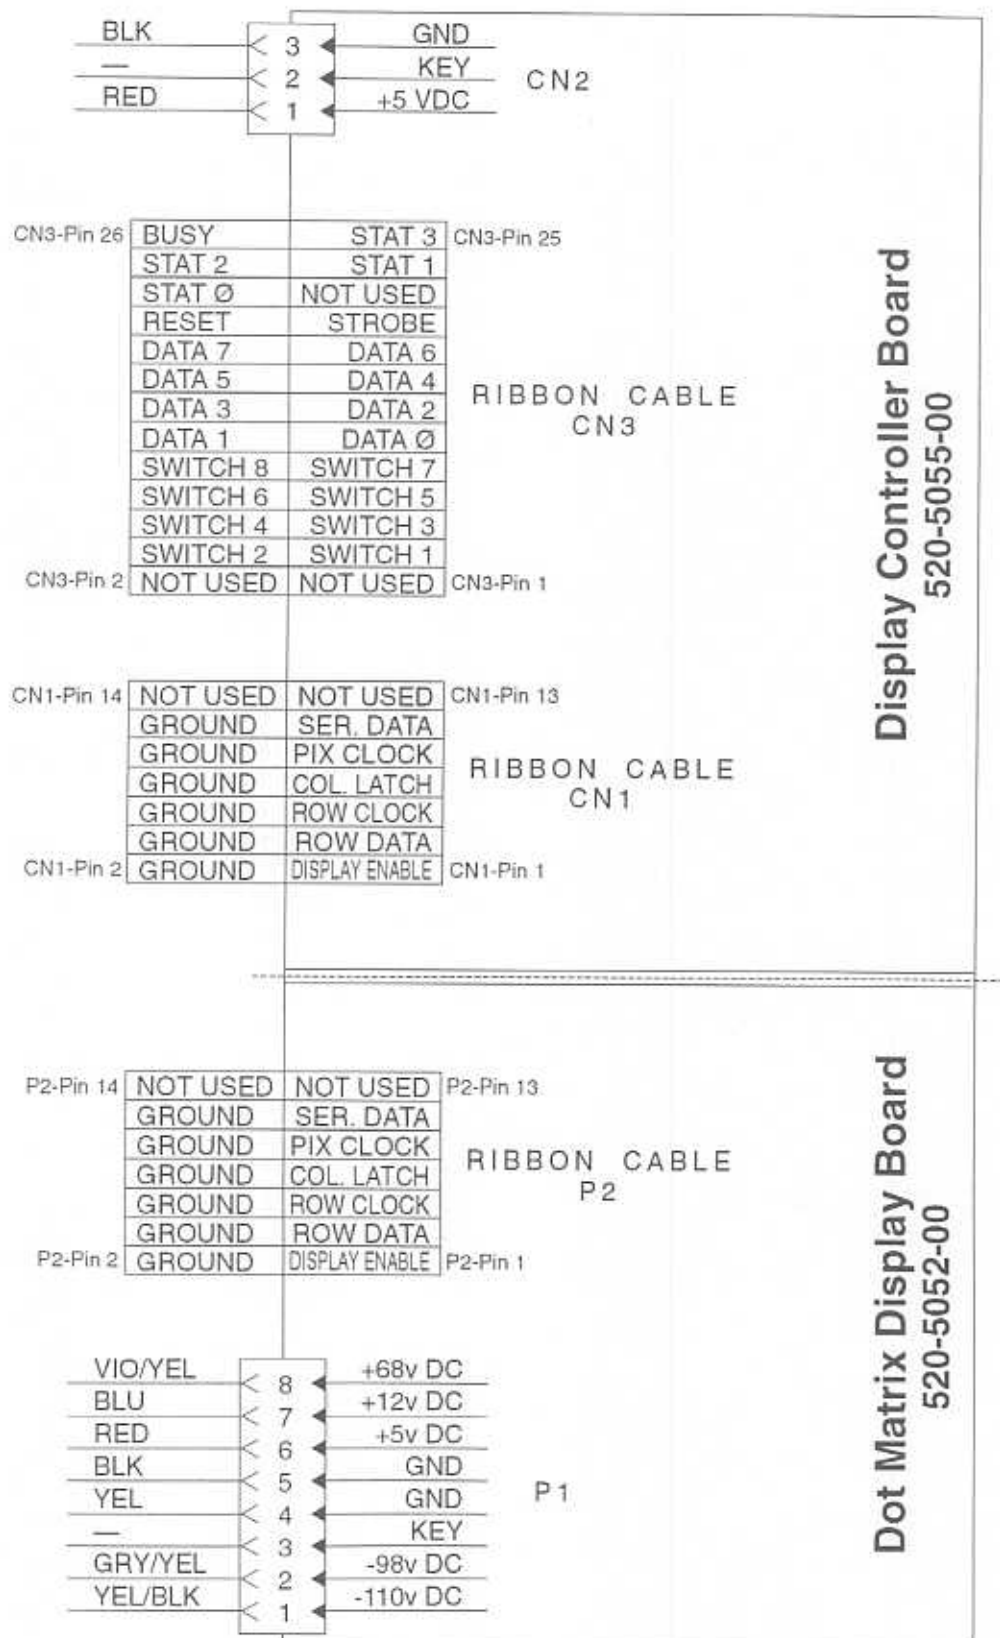 BLK 3 GND
— 2 KEY CN2
RED 1 +5 VDC
CN3-Pin 26 BUSY STAT 3 CN3-Pin 25
STAT 2 STAT 1
STAT Ø NOT USED
RESET STROBE
DATA 7 DATA 6
DATA 5 DATA 4
DATA 3 DATA 2
DATA 1 DATA Ø
SWITCH 8 SWITCH 7
SWITCH 6 SWITCH 5
SWITCH 4 SWITCH 3
SWITCH 2 SWITCH 1
CN3-Pin 2 NOT USED NOT USED CN3-Pin 1
RIBBON CABLE
CN3
CN1-Pin 14 NOT USED NOT USED CN1-Pin 13
GROUND SER. DATA
GROUND PIX CLOCK
GROUND COL. LATCH
GROUND ROW CLOCK
GROUND ROW DATA
CN1-Pin 2 GROUND DISPLAY ENABLE CN1-Pin 1
RIBBON CABLE
CN1
Display Controller Board
520-5055-00
P2-Pin 14 NOT USED NOT USED P2-Pin 13
GROUND SER. DATA
GROUND PIX CLOCK
GROUND COL. LATCH
GROUND ROW CLOCK
GROUND ROW DATA
P2-Pin 2 GROUND DISPLAY ENABLE P2-Pin 1
RIBBON CABLE
P2
VIO/YEL 8 +68v DC
BLU 7 +12v DC
RED 6 +5v DC
BLK 5 GND
YEL 4 GND
— 3 KEY
GRY/YEL 2 -98v DC
YEL/BLK 1 -110v DC
P1
Dot Matrix Display Board
520-5052-00